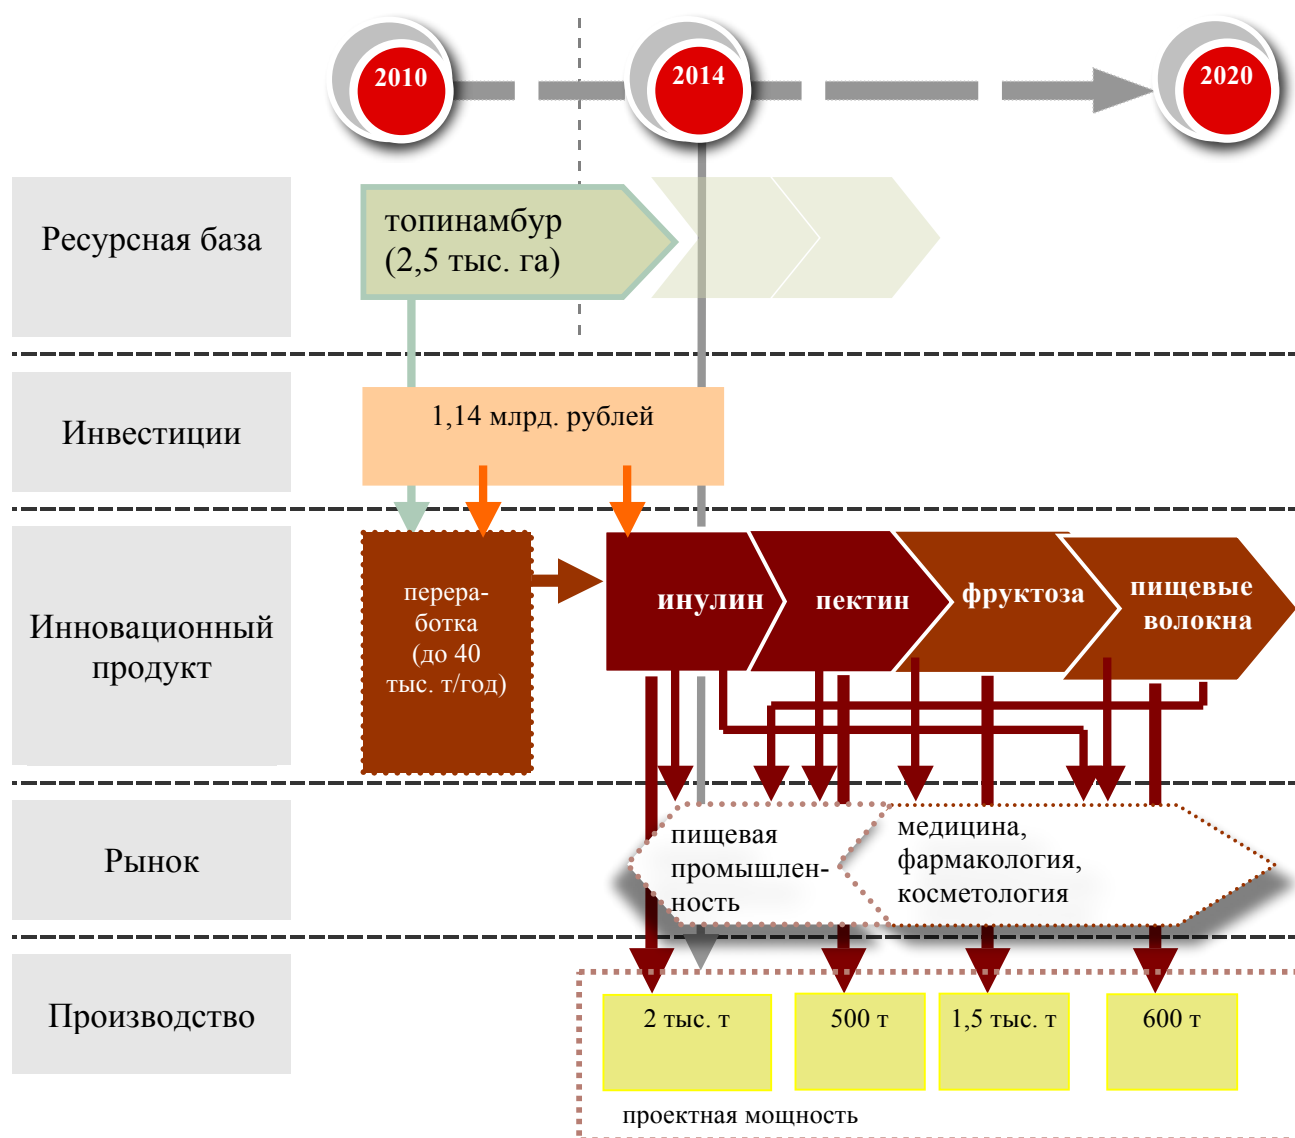 2010
2014
2020
Ресурсная база
топинамбур
(2,5 тыс. га)
Инвестиции
1,14 млрд. рублей
Инновационный
продукт
перера-
ботка
(до 40
тыс. т/год)
инулин
пектин
фруктоза
пищевые
волокна
Рынок
пищевая
промышлен-
ность
медицина,
фармакология,
косметология
Производство
2 тыс. т
500 т
1,5 тыс. т
600 т
проектная мощность